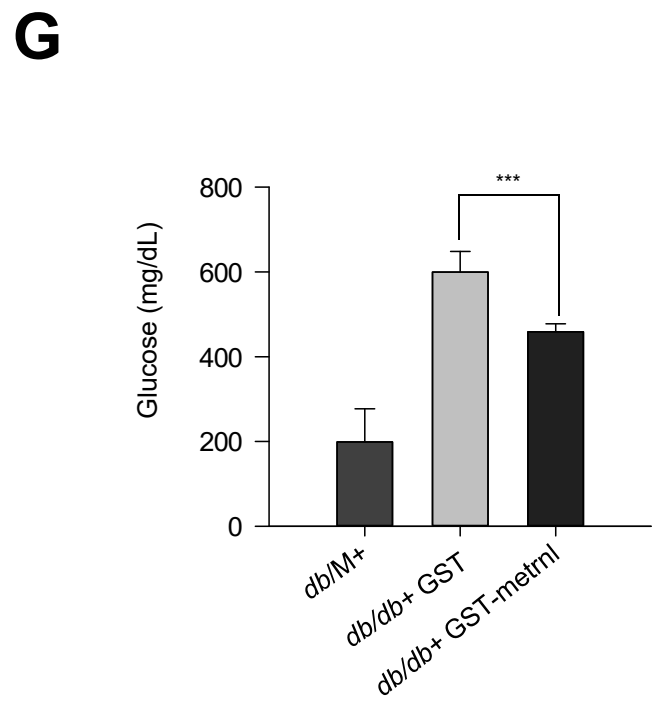 G
***
800
600
400
200
0
Glucose (mg/dL)
db/M+
db/db+ GST
db/db+ GST-metrnl